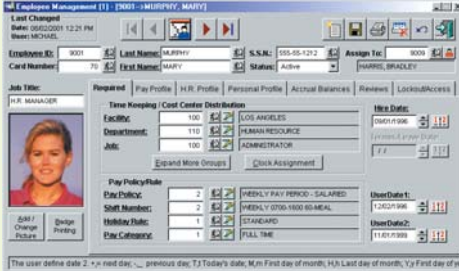 Employee Management [1] - [9001->MURPHY, MARY]
Last Changed
Date: 06/02/2001 12:21 PM
User: MICHAEL
Employee ID: 9001 Last Name: MURPHY S.S.N.: 555-55-1212 Assign To: 9009
Card Number: 70 First Name: MARY Status: Active HARRIS, BRADLEY
Job Title:
H.R. MANAGER
Required Pay Profile H.R. Profile Personal Profile Accrual Balances Reviews Lockout/Access
Time Keeping / Cost Center Distribution
Facility: 100 LOS ANGELES
Department: 110 HUMAN RESOURCE
Job: 100 ADMINISTRATOR
Expand More Groups Clock Assignment
Hire Date:
09/01/1996
/ /
Pay Policy/Rule
Pay Policy: 2 WEEKLY PAY PERIOD - SALARIED
Shift Number: 2 WEEKLY 0700-1600 60-MEAL
Holiday Rule: 1 STANDARD
Pay Category: 1 FULL TIME
UserDate1:
12/02/1996
UserDate2:
11/01/1999
Add / Change Picture
Badge Printing
The user define date 2. +,= next day, -,_ previous day, T,t Today's date, M,m First day of month, H,h Last day of month, Y,y First day of y